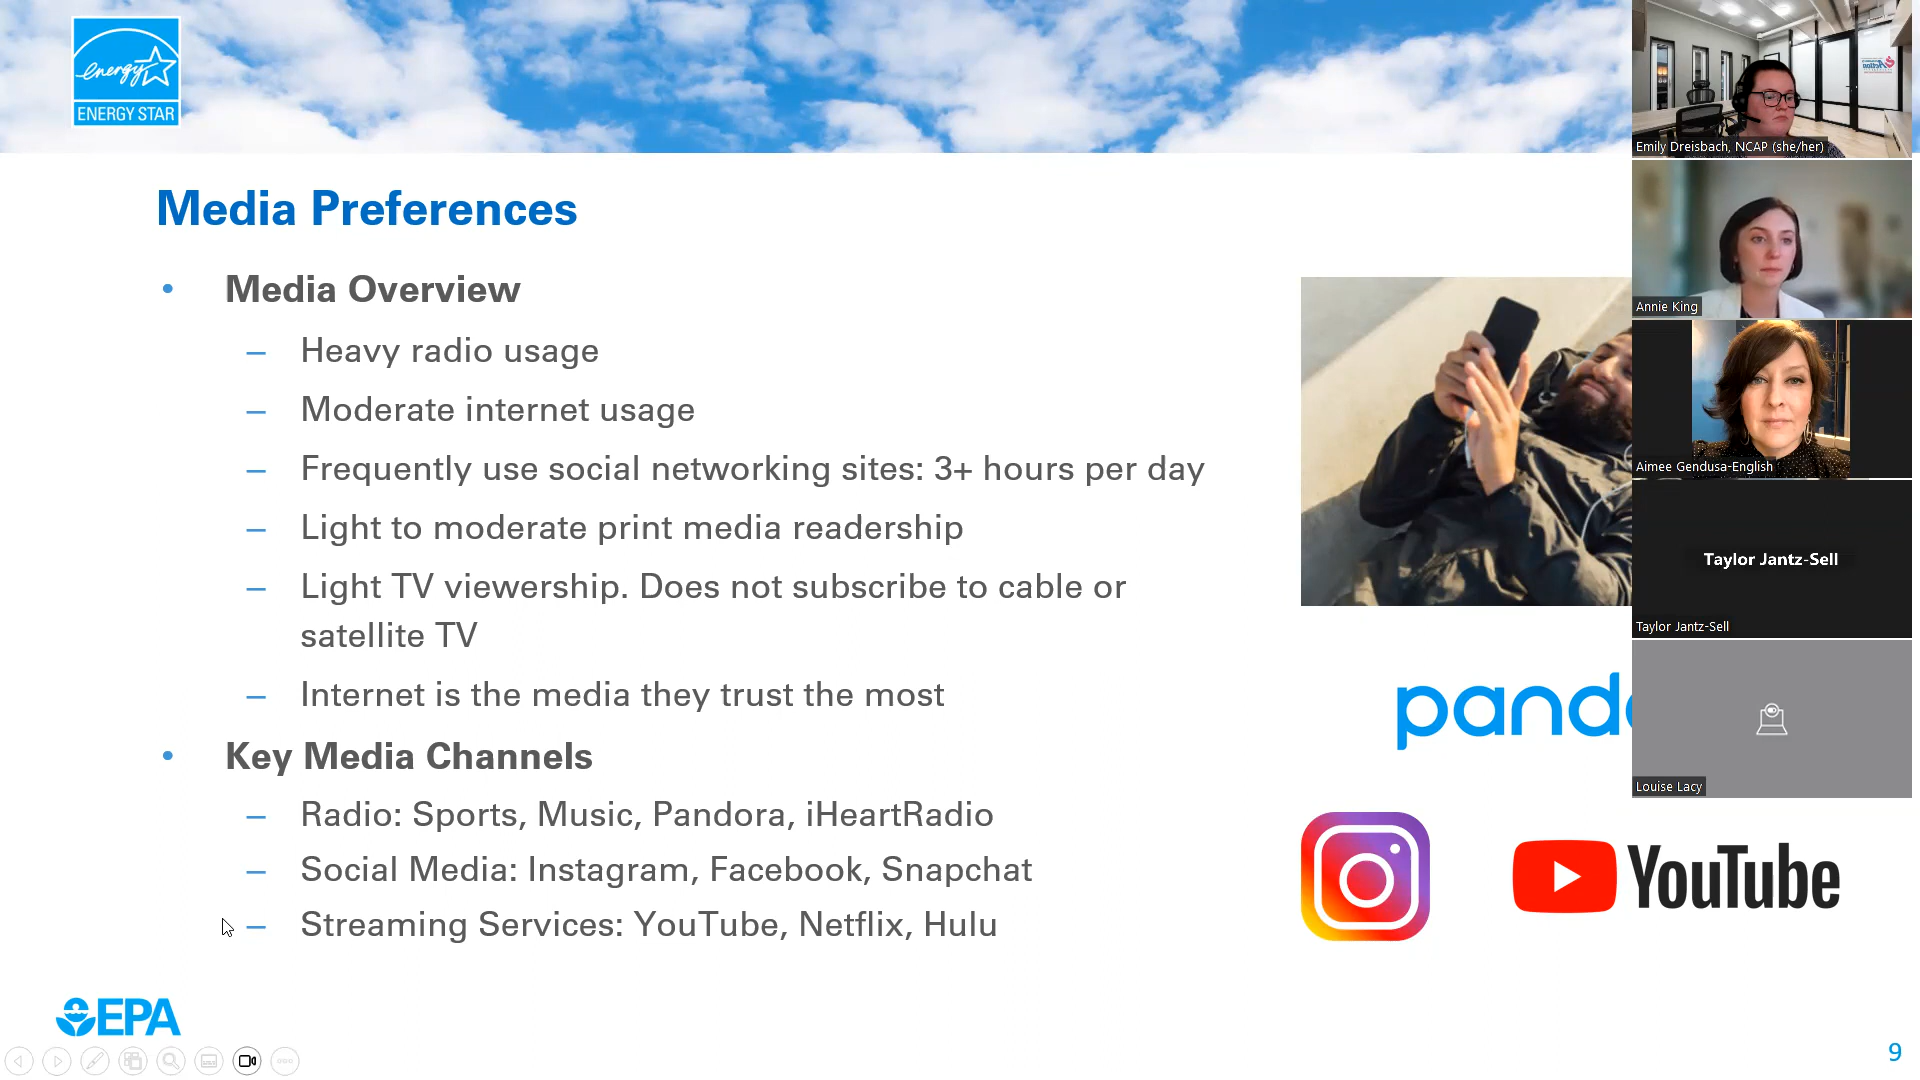 energy
ENERGY STAR
Media Preferences
• Media Overview
– Heavy radio usage
– Moderate internet usage
– Frequently use social networking sites: 3+ hours per day
– Light to moderate print media readership
– Light TV viewership. Does not subscribe to cable or
satellite TV
– Internet is the media they trust the most
• Key Media Channels
– Radio: Sports, Music, Pandora, iHeartRadio
– Social Media: Instagram, Facebook, Snapchat
– Streaming Services: YouTube, Netflix, Hulu
pand
YouTube
EPA
9
Action
Emily Dreisbach, NCAP (she/her)
Annie King
Aimee Gendusa-English
Taylor Jantz-Sell
Taylor Jantz-Sell
Louise Lacy